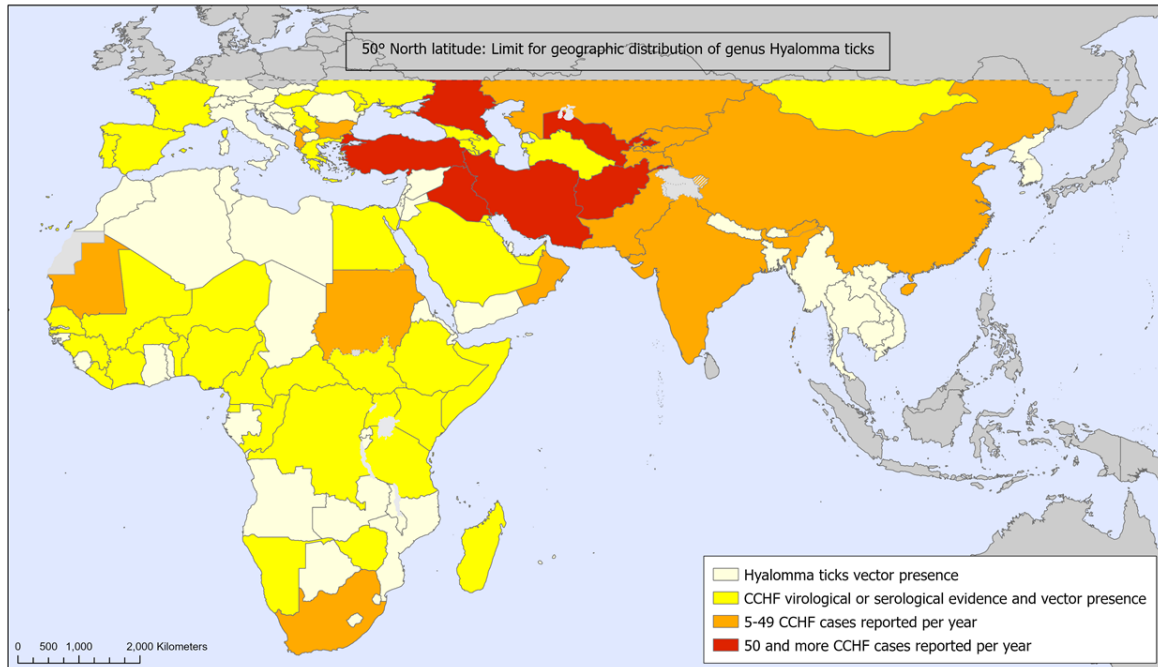 50° North latitude: Limit for geographic distribution of genus Hyalomma ticks
Hyalomma ticks vector presence
CCHF virological or serological evidence and vector presence
5-49 CCHF cases reported per year
50 and more CCHF cases reported per year
0 500 1,000 2,000 Kilometers